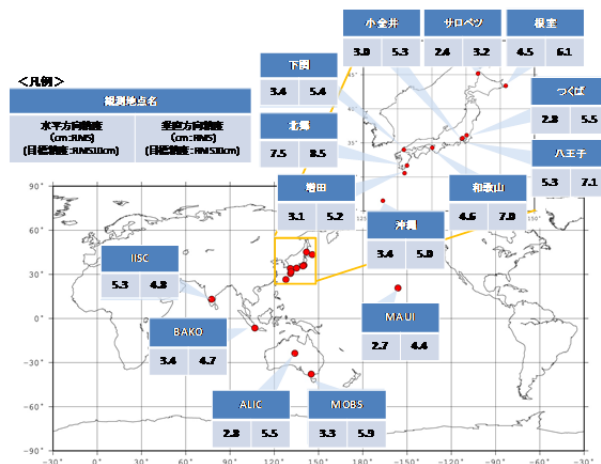 小金井
サロベツ
根室
3.0 5.3
2.4 3.2
4.5 6.1
下関
3.4 5.4
<凡例>
観測地点名
水平方向精度
(cm:RMS)
(目標精度:RMS10cm)
垂直方向精度
(cm:RMS)
(目標精度:RMS10cm)
つくば
2.8 5.5
北郷
7.5 8.5
八王子
5.3 7.1
増田
3.1 5.2
和歌山
4.6 7.0
沖縄
3.4 5.0
IISC
5.3 4.8
BAKO
3.4 4.7
MAUI
2.7 4.4
ALIC
2.8 5.5
MOBS
3.3 5.9
45°
35°
150°
90°
60°
30°
0°
−30°
−60°
−90°
−30°
0°
30°
60°
90°
120°
150°
180°
−150°
−120°
−90°
−60°
−30°